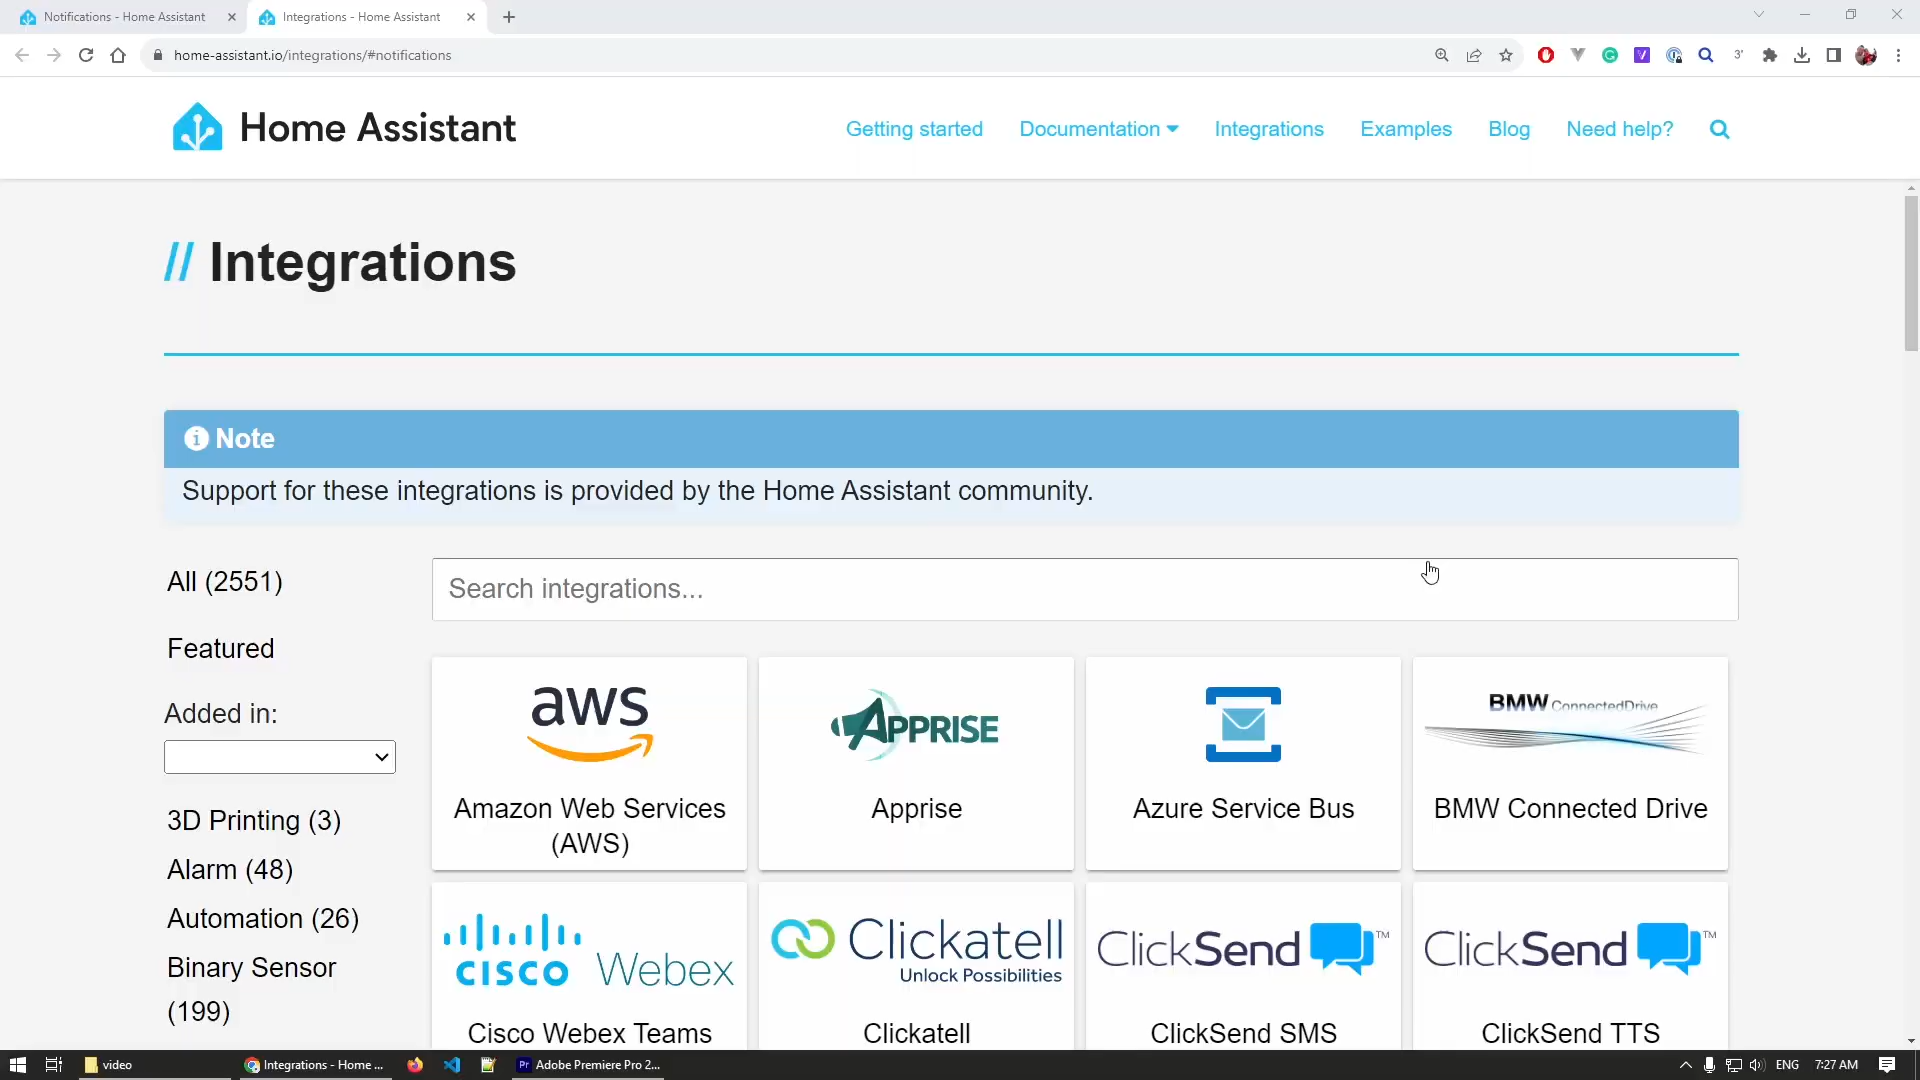 Notifications - Home Assistant
Integrations - Home Assistant
home-assistant.io/integrations/#notifications
Home Assistant
Getting started
Documentation
Integrations
Examples
Blog
Need help?
// Integrations
Note
Support for these integrations is provided by the Home Assistant community.
All (2551)
Search integrations...
Featured
Added in:
3D Printing (3)
Alarm (48)
Automation (26)
Binary Sensor
(199)
aws
Amazon Web Services
(AWS)
APPRISE
Apprise
Azure Service Bus
BMW ConnectedDrive
BMW Connected Drive
CISCO Webex
Cisco Webex Teams
Clickatell
Unlock Possibilities
Clickatell
ClickSend TM
ClickSend SMS
ClickSend TM
ClickSend TTS
video
Integrations - Home ...
Pr Adobe Premiere Pro 2...
ENG
7:27 AM